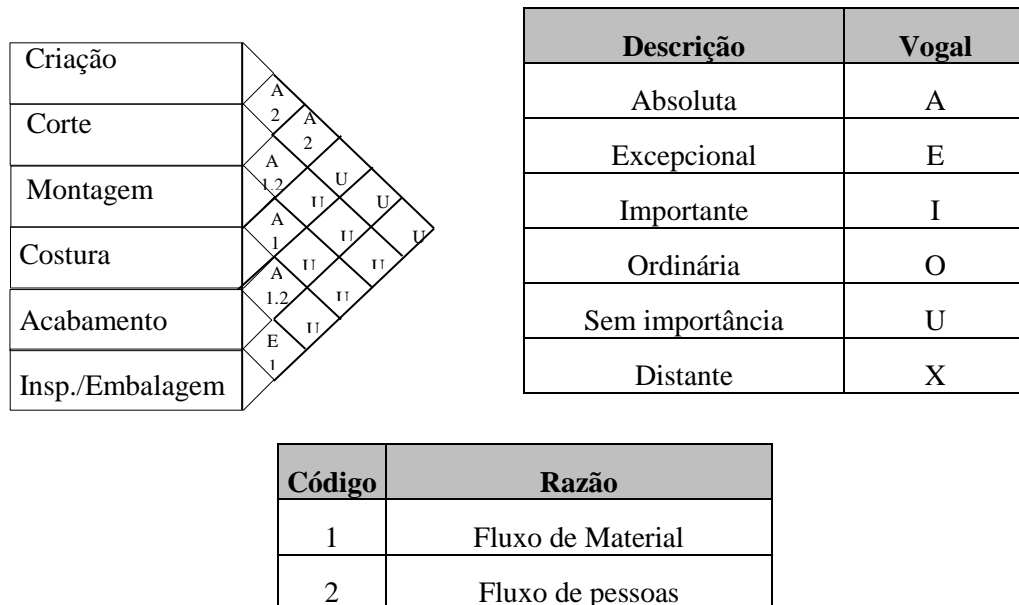 Criação
Corte
Montagem
Costura
Acabamento
Insp./Embalagem
A
2
A
2
A
1.2
U
U
U
A
1
U
U
A
1.2
U
U
U
E
1
U
Descrição Vogal
Absoluta A
Excepcional E
Importante I
Ordinária O
Sem importância U
Distante X
Código Razão
1 Fluxo de Material
2 Fluxo de pessoas